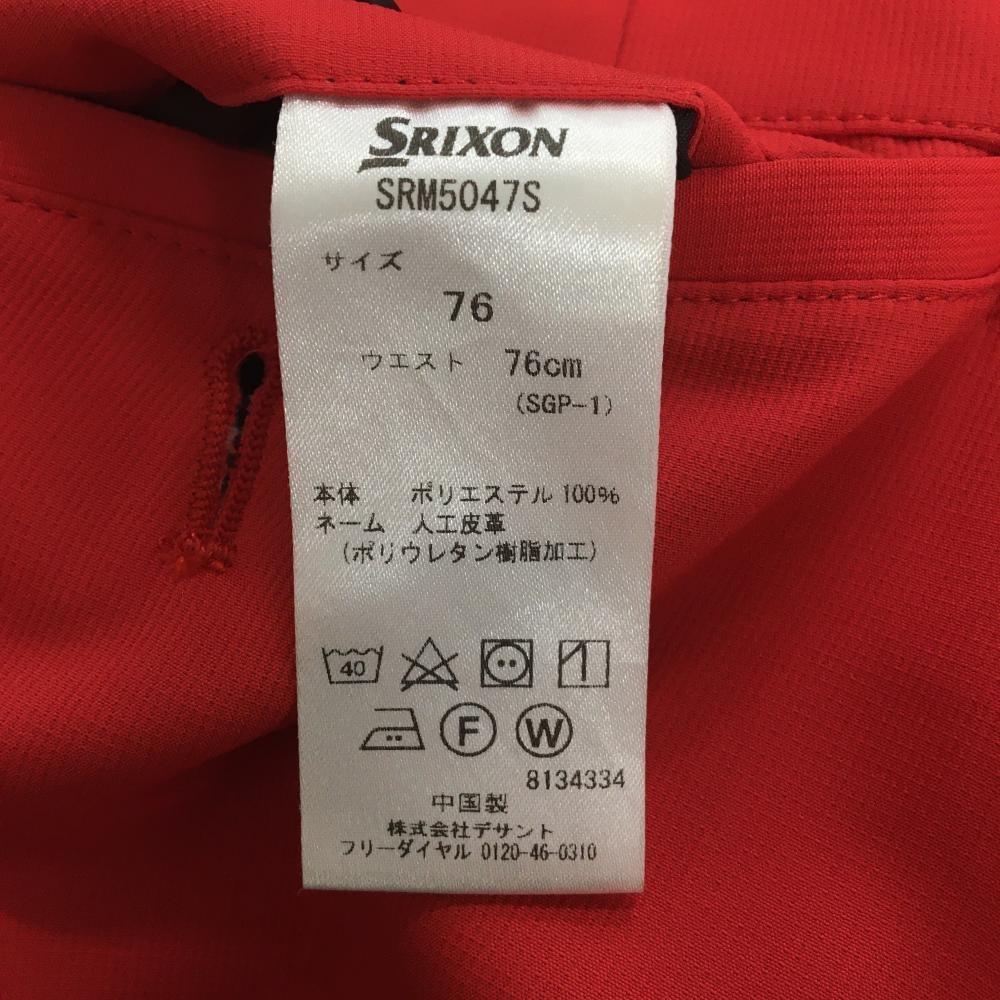 SRIXON
SRM5047S
サイズ
76
ウエスト 76cm
(SGP-1)
本体 ポリエステル 100%
ネーム 人工皮革
(ポリウレタン樹脂加工)
40
F W
8134334
中国製
株式会社デサント
フリーダイヤル 0120-46-0310